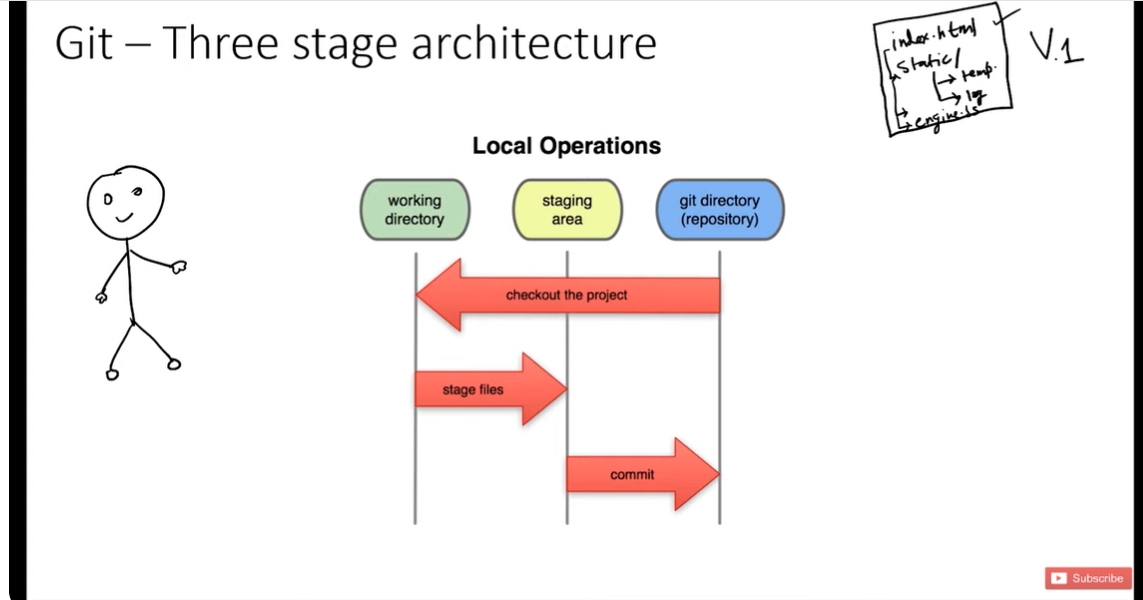 Git – Three stage architecture
index.html
static/
temp.
log
engine.js
V.1
Local Operations
working
directory
staging
area
git directory
(repository)
checkout the project
stage files
commit
Subscribe